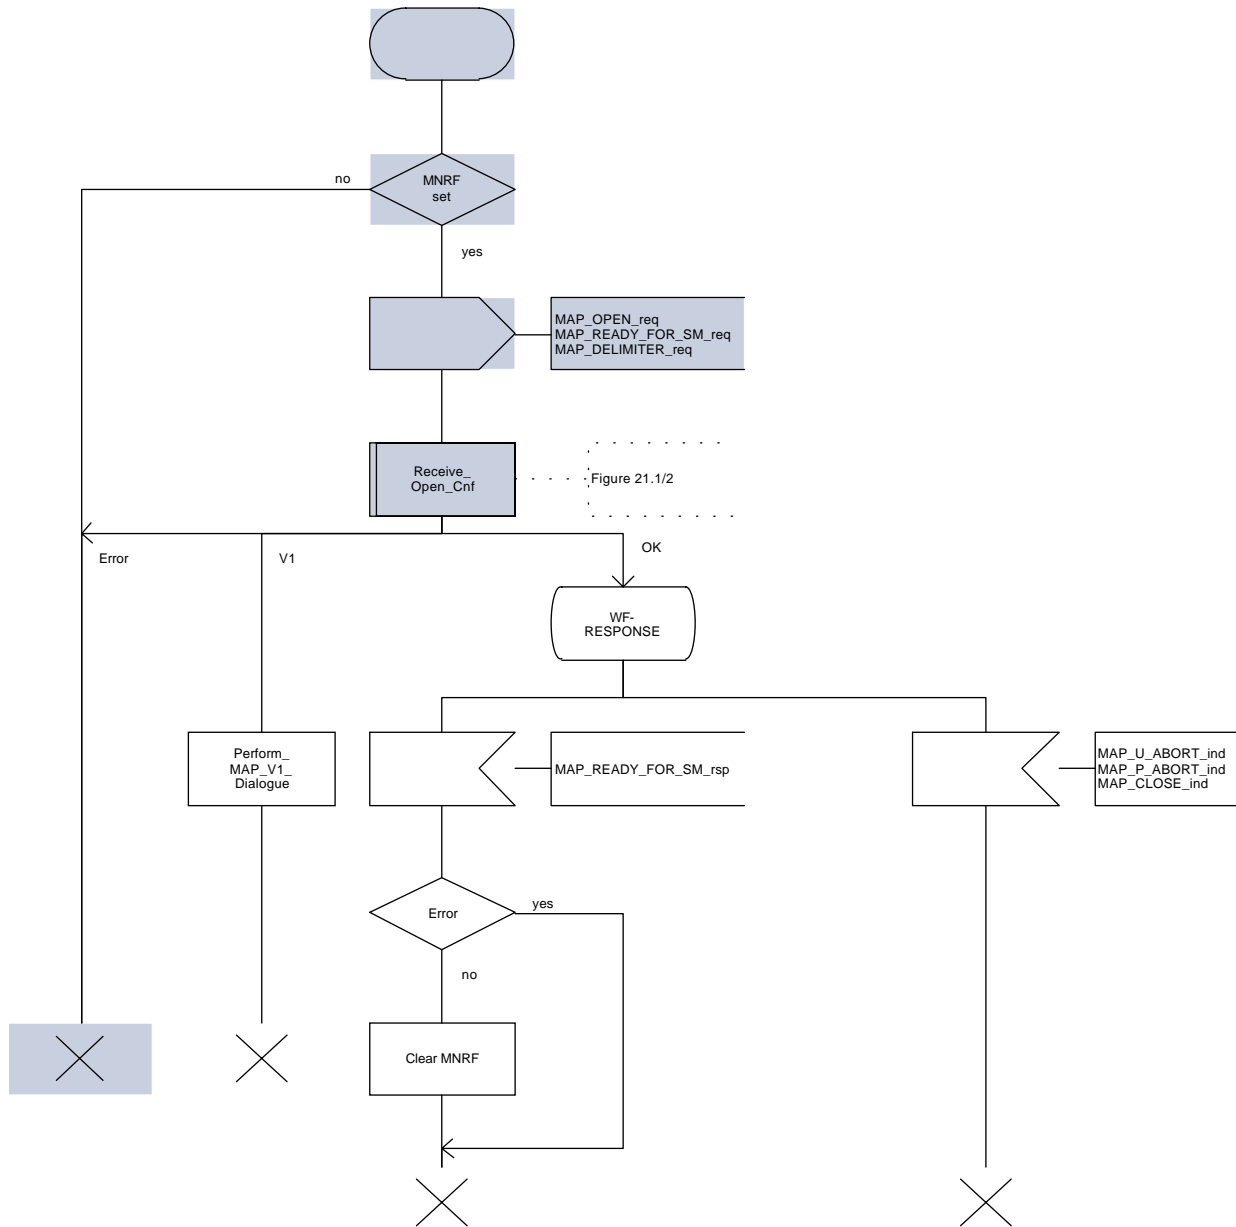 MNRF
set
no
yes
MAP_OPEN_req
MAP_READY_FOR_SM_req
MAP_DELIMITER_req
Receive_
Open_Cnf
Figure 21.1/2
Error
V1
OK
WF-
RESPONSE
Perform_
MAP_V1_
Dialogue
MAP_READY_FOR_SM_rsp
MAP_U_ABORT_ind
MAP_P_ABORT_ind
MAP_CLOSE_ind
Error
yes
no
Clear MNRF